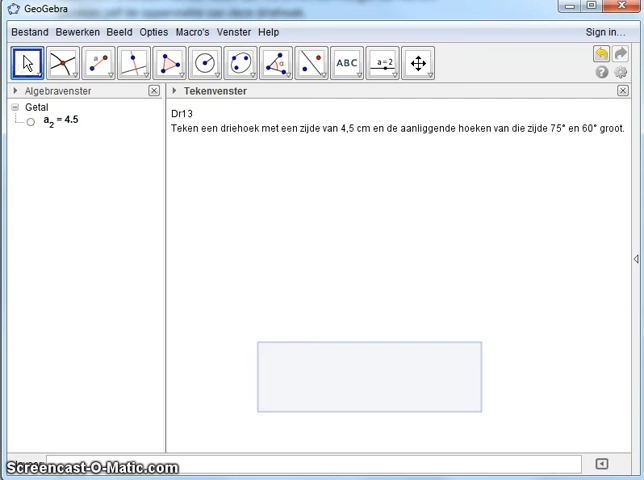 GeoGebra
Bestand Bewerken Beeld Opties Macro's Venster Help Sign in...
a ABC a=2
Algebravenster Tekenvenster
Getal
a₂ = 4.5
Dr13
Teken een driehoek met een zijde van 4,5 cm en de aanliggende hoeken van die zijde 75° en 60° groot.
Screencast-O-Matic.com